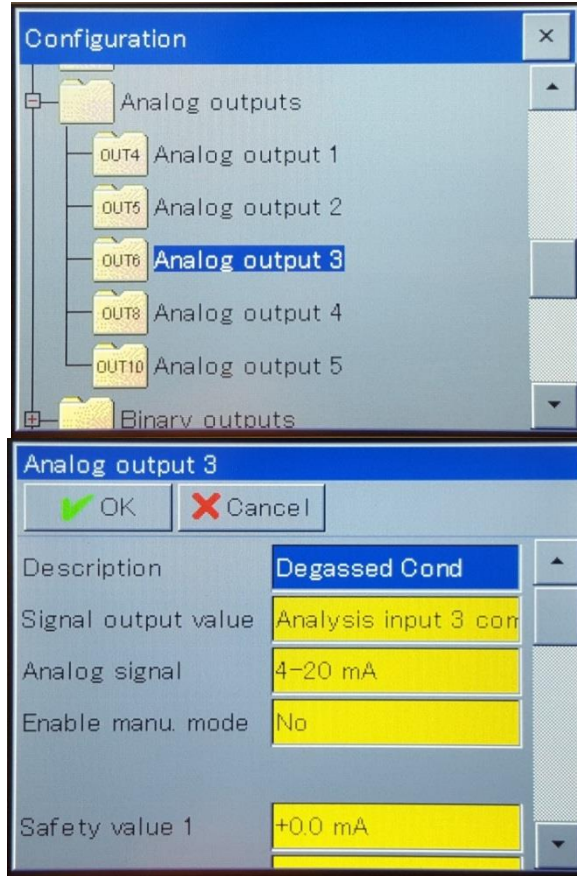 Configuration
Analog outputs
OUT4 Analog output 1
OUT5 Analog output 2
OUT6 Analog output 3
OUT8 Analog output 4
OUT10 Analog output 5
Binary outputs
Analog output 3
OK Cancel
Description Degassed Cond
Signal output value Analysis input 3 com
Analog signal 4-20 mA
Enable manu. mode No
Safety value 1 +0.0 mA